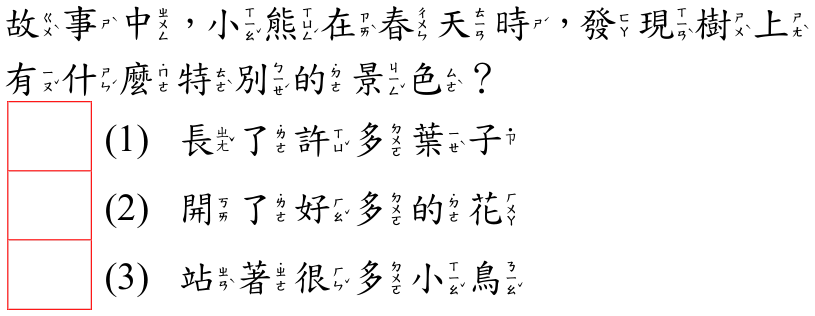 故事中，小熊在春天時，發現樹上
有什麼特別的景色？
(1) 長了許多葉子
(2) 開了好多的花
(3) 站著很多小鳥